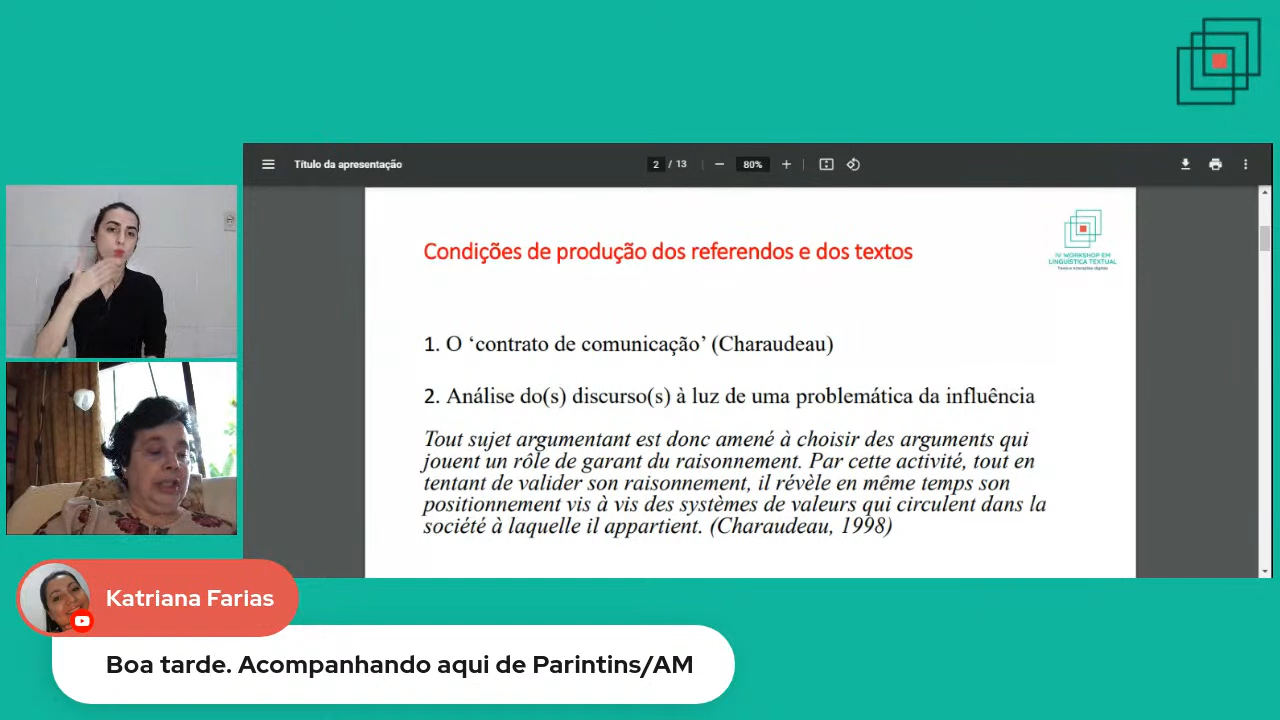 Título da apresentação
2 / 13
80%
Condições de produção dos referendos e dos textos
IV WORKSHOP EM
LINGUÍSTICA TEXTUAL
Texto e interações digitais
1. O ‘contrato de comunicação’ (Charaudeau)
2. Análise do(s) discurso(s) à luz de uma problemática da influência
Tout sujet argumentant est donc amené à choisir des arguments qui
jouent un rôle de garant du raisonnement. Par cette activité, tout en
tentant de valider son raisonnement, il révèle en même temps son
positionnement vis à vis des systèmes de valeurs qui circulent dans la
société à laquelle il appartient. (Charaudeau, 1998)
Katriana Farias
Boa tarde. Acompanhando aqui de Parintins/AM